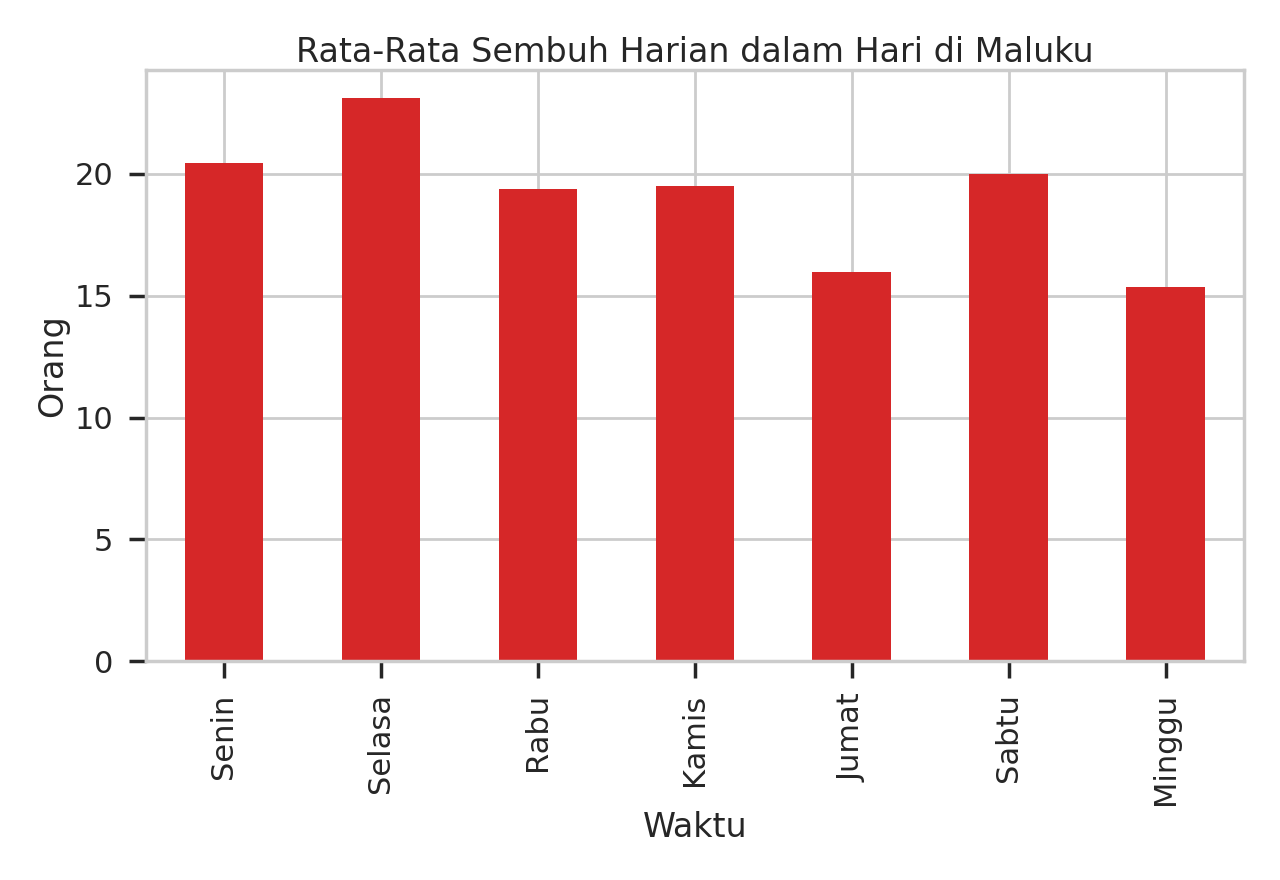 Rata-Rata Sembuh Harian dalam Hari di Maluku
Orang
20
15
10
5
0
Senin
Selasa
Rabu
Kamis
Jumat
Sabtu
Minggu
Waktu